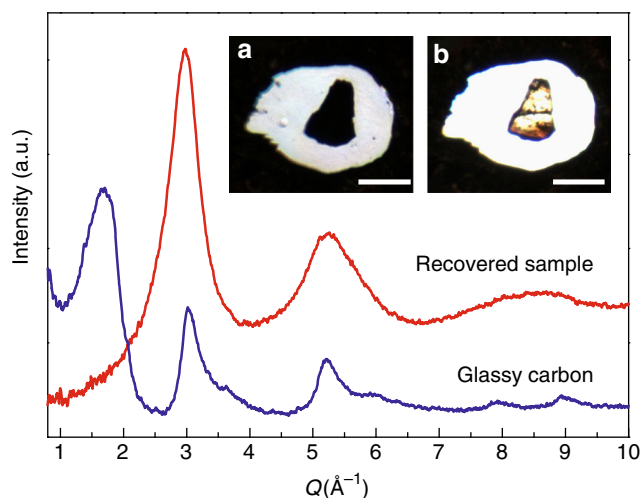 a
b
Intensity (a.u.)
Recovered sample
Glassy carbon
1 2 3 4 5 6 7 8 9 10
Q(Å⁻¹)